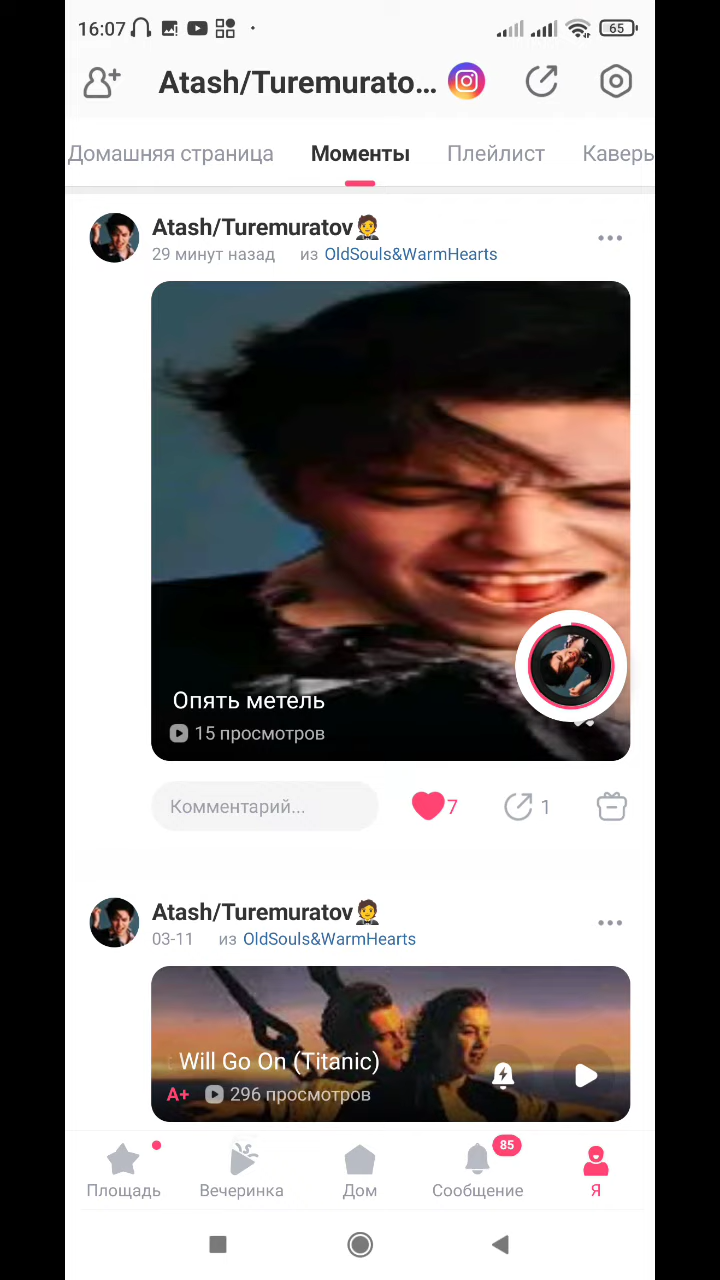 16:07
65
Atash/Turemurato...
Домашняя страница Моменты Плейлист Каверь
Atash/Turemuratov
29 минут назад из OldSouls&WarmHearts
Опять метель
15 просмотров
Комментарий... 7 1
Atash/Turemuratov
03-11 из OldSouls&WarmHearts
Will Go On (Titanic)
A+ 296 просмотров
85
Площадь Вечеринка Дом Сообщение Я